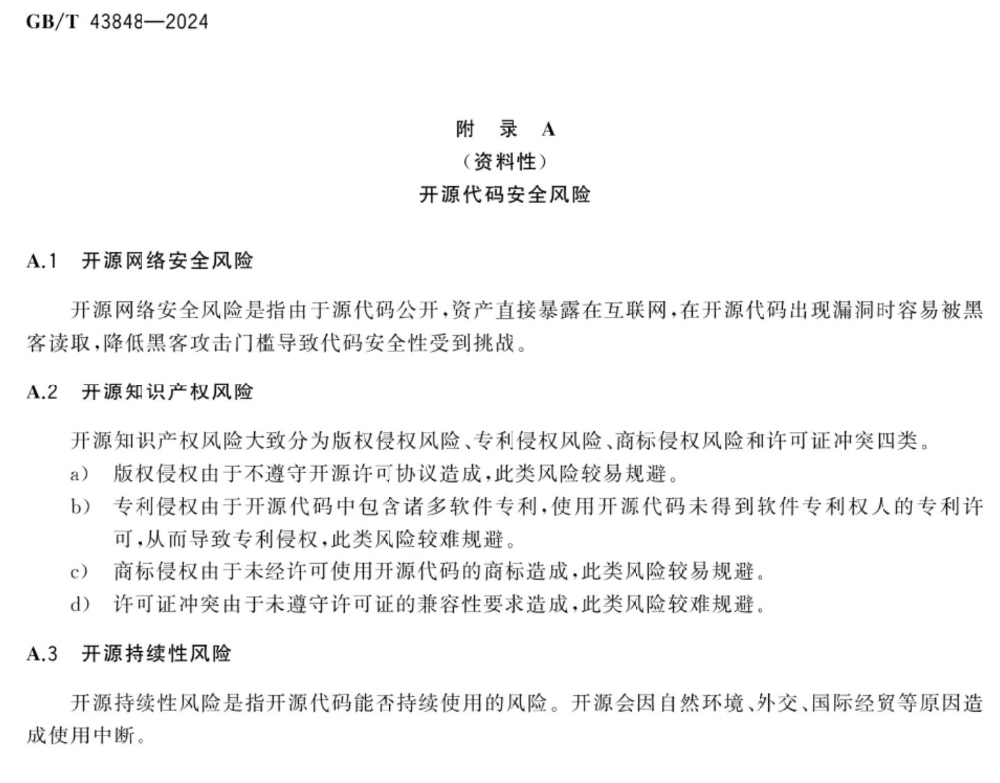 GB/T 43848—2024
附 录 A
（资料性）
开源代码安全风险
A.1 开源网络安全风险
开源网络安全风险是指由于源代码公开,资产直接暴露在互联网,在开源代码出现漏洞时容易被黑
客读取,降低黑客攻击门槛导致代码安全性受到挑战。
A.2 开源知识产权风险
开源知识产权风险大致分为版权侵权风险、专利侵权风险、商标侵权风险和许可证冲突四类。
a) 版权侵权由于不遵守开源许可协议造成,此类风险较易规避。
b) 专利侵权由于开源代码中包含诸多软件专利,使用开源代码未得到软件专利权人的专利许
可,从而导致专利侵权,此类风险较难规避。
c) 商标侵权由于未经许可使用开源代码的商标造成,此类风险较易规避。
d) 许可证冲突由于未遵守许可证的兼容性要求造成,此类风险较难规避。
A.3 开源持续性风险
开源持续性风险是指开源代码能否持续使用的风险。开源会因自然环境、外交、国际经贸等原因造
成使用中断。